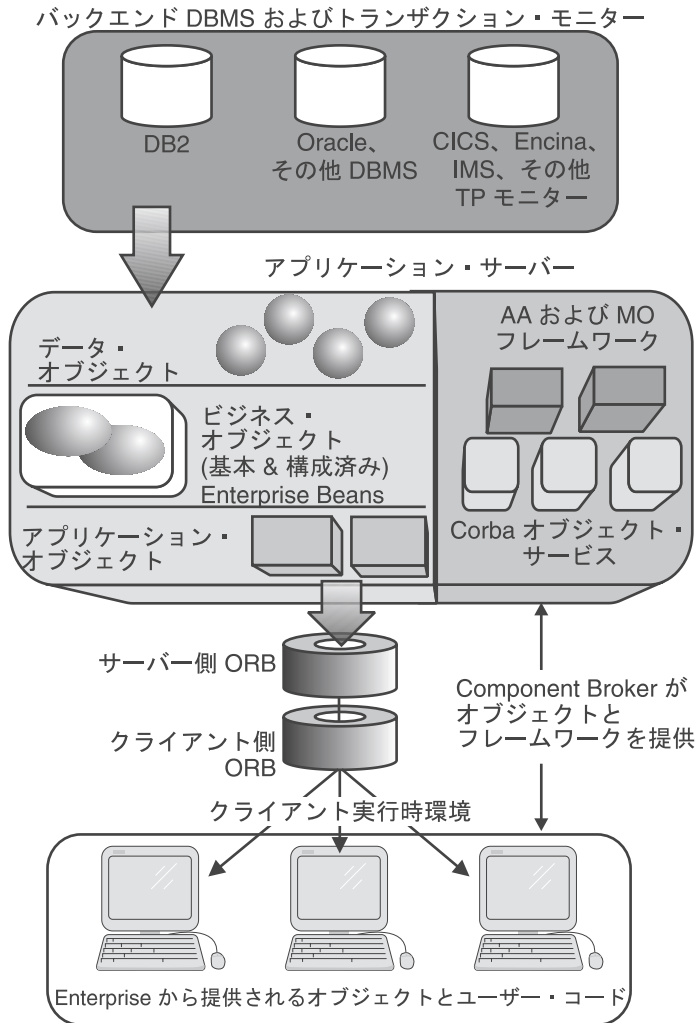 バックエンド DBMS およびトランザクション・モニター
DB2
Oracle、
その他 DBMS
CICS、Encina、
IMS、その他
TP モニター
アプリケーション・サーバー
データ・
オブジェクト
ビジネス・
オブジェクト
(基本 & 構成済み)
Enterprise Beans
アプリケーション・
オブジェクト
AA および MO
フレームワーク
Corba オブジェクト・
サービス
サーバー側 ORB
クライアント側
ORB
Component Broker が
オブジェクトと
フレームワークを提供
クライアント実行時環境
Enterprise から提供されるオブジェクトとユーザー・コード